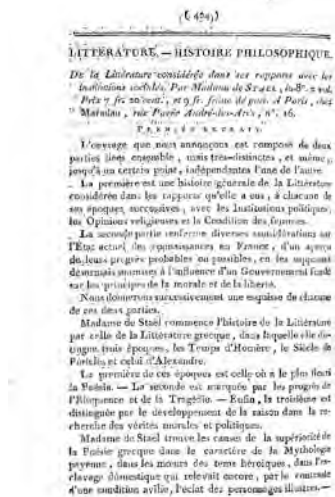 ( 424 )
LITTÉRATURE. — HISTOIRE PHILOSOPHIQUE.
De la Littérature considérée dans ses rapports avec les
Institutions sociales. Par Madame de STAEL, in-8°. 2 vol.
Prix 7 fr. 20 cent., et 9 fr. franc de port. A Paris, chez
Maradan, rue Pavée André-des-Arcs, n°. 16.
PREMIER EXTRAIT.
L'ouvrage que nous annonçons est composé de deux
parties liées ensemble, mais très-distinctes, et même,
jusqu'à un certain point, indépendantes l'une de l'autre.
La première est une histoire générale de la Littérature
considérée dans les rapports qu'elle a eus, à chacune de
ses époques successives, avec les Institutions politiques,
les Opinions religieuses et la Condition des femmes.
La seconde partie renferme diverses considérations sur
l'État actuel des connaissances en France, d'un aperçu
de leurs progrès probables ou possibles, en les supposant
désormais soumises à l'influence d'un Gouvernement fondé
sur les principes de la morale et de la liberté.
Nous donnerons successivement une esquisse de chacune
de ces deux parties.
Madame de Staël commence l'histoire de la Littérature
par celle de la Littérature grecque, dans laquelle elle distingue
trois époques, les Temps d'Homère, le Siècle de
Périclès et celui d'Alexandre.
La première de ces époques est celle où a le plus fleuri
la Poésie. — La seconde est marquée par les progrès de
l'Éloquence et de la Tragédie. — Enfin, la troisième est
distinguée par le développement de la raison dans la recherche
des vérités morales et politiques.
Madame de Staël trouve les causes de la supériorité de
la Poésie grecque dans le caractère de la Mythologie
payenne, dans les mœurs des tems héroïques, dans l'esclavage
domestique qui relevait encore, par le contraste
d'une condition avilie, l'éclat des personnages illustres. —